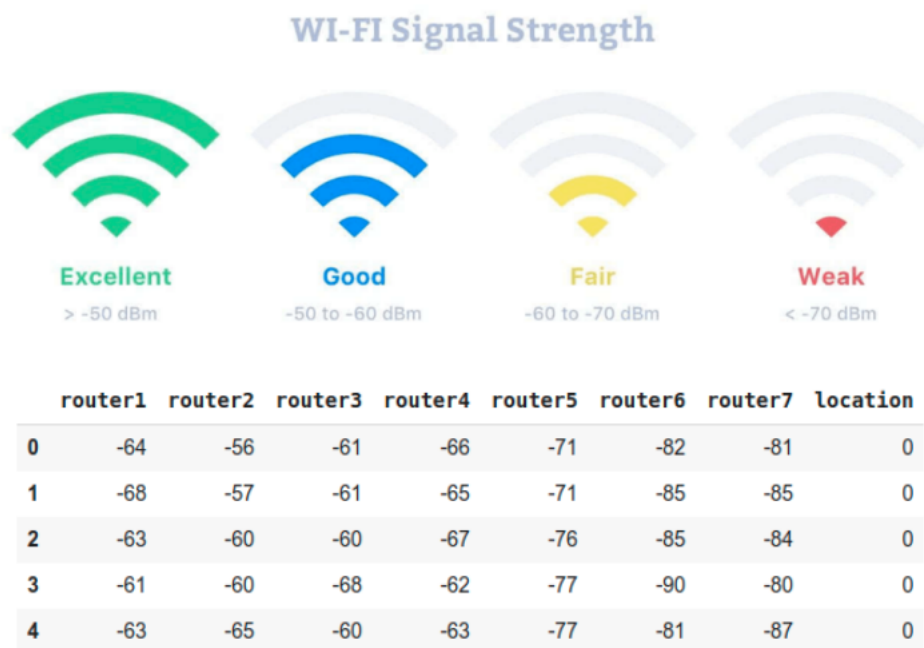 WI-FI Signal Strength
Excellent Good Fair Weak
> -50 dBm -50 to -60 dBm -60 to -70 dBm < -70 dBm
router1 router2 router3 router4 router5 router6 router7 location
0 -64 -56 -61 -66 -71 -82 -81 0
1 -68 -57 -61 -65 -71 -85 -85 0
2 -63 -60 -60 -67 -76 -85 -84 0
3 -61 -60 -68 -62 -77 -90 -80 0
4 -63 -65 -60 -63 -77 -81 -87 0